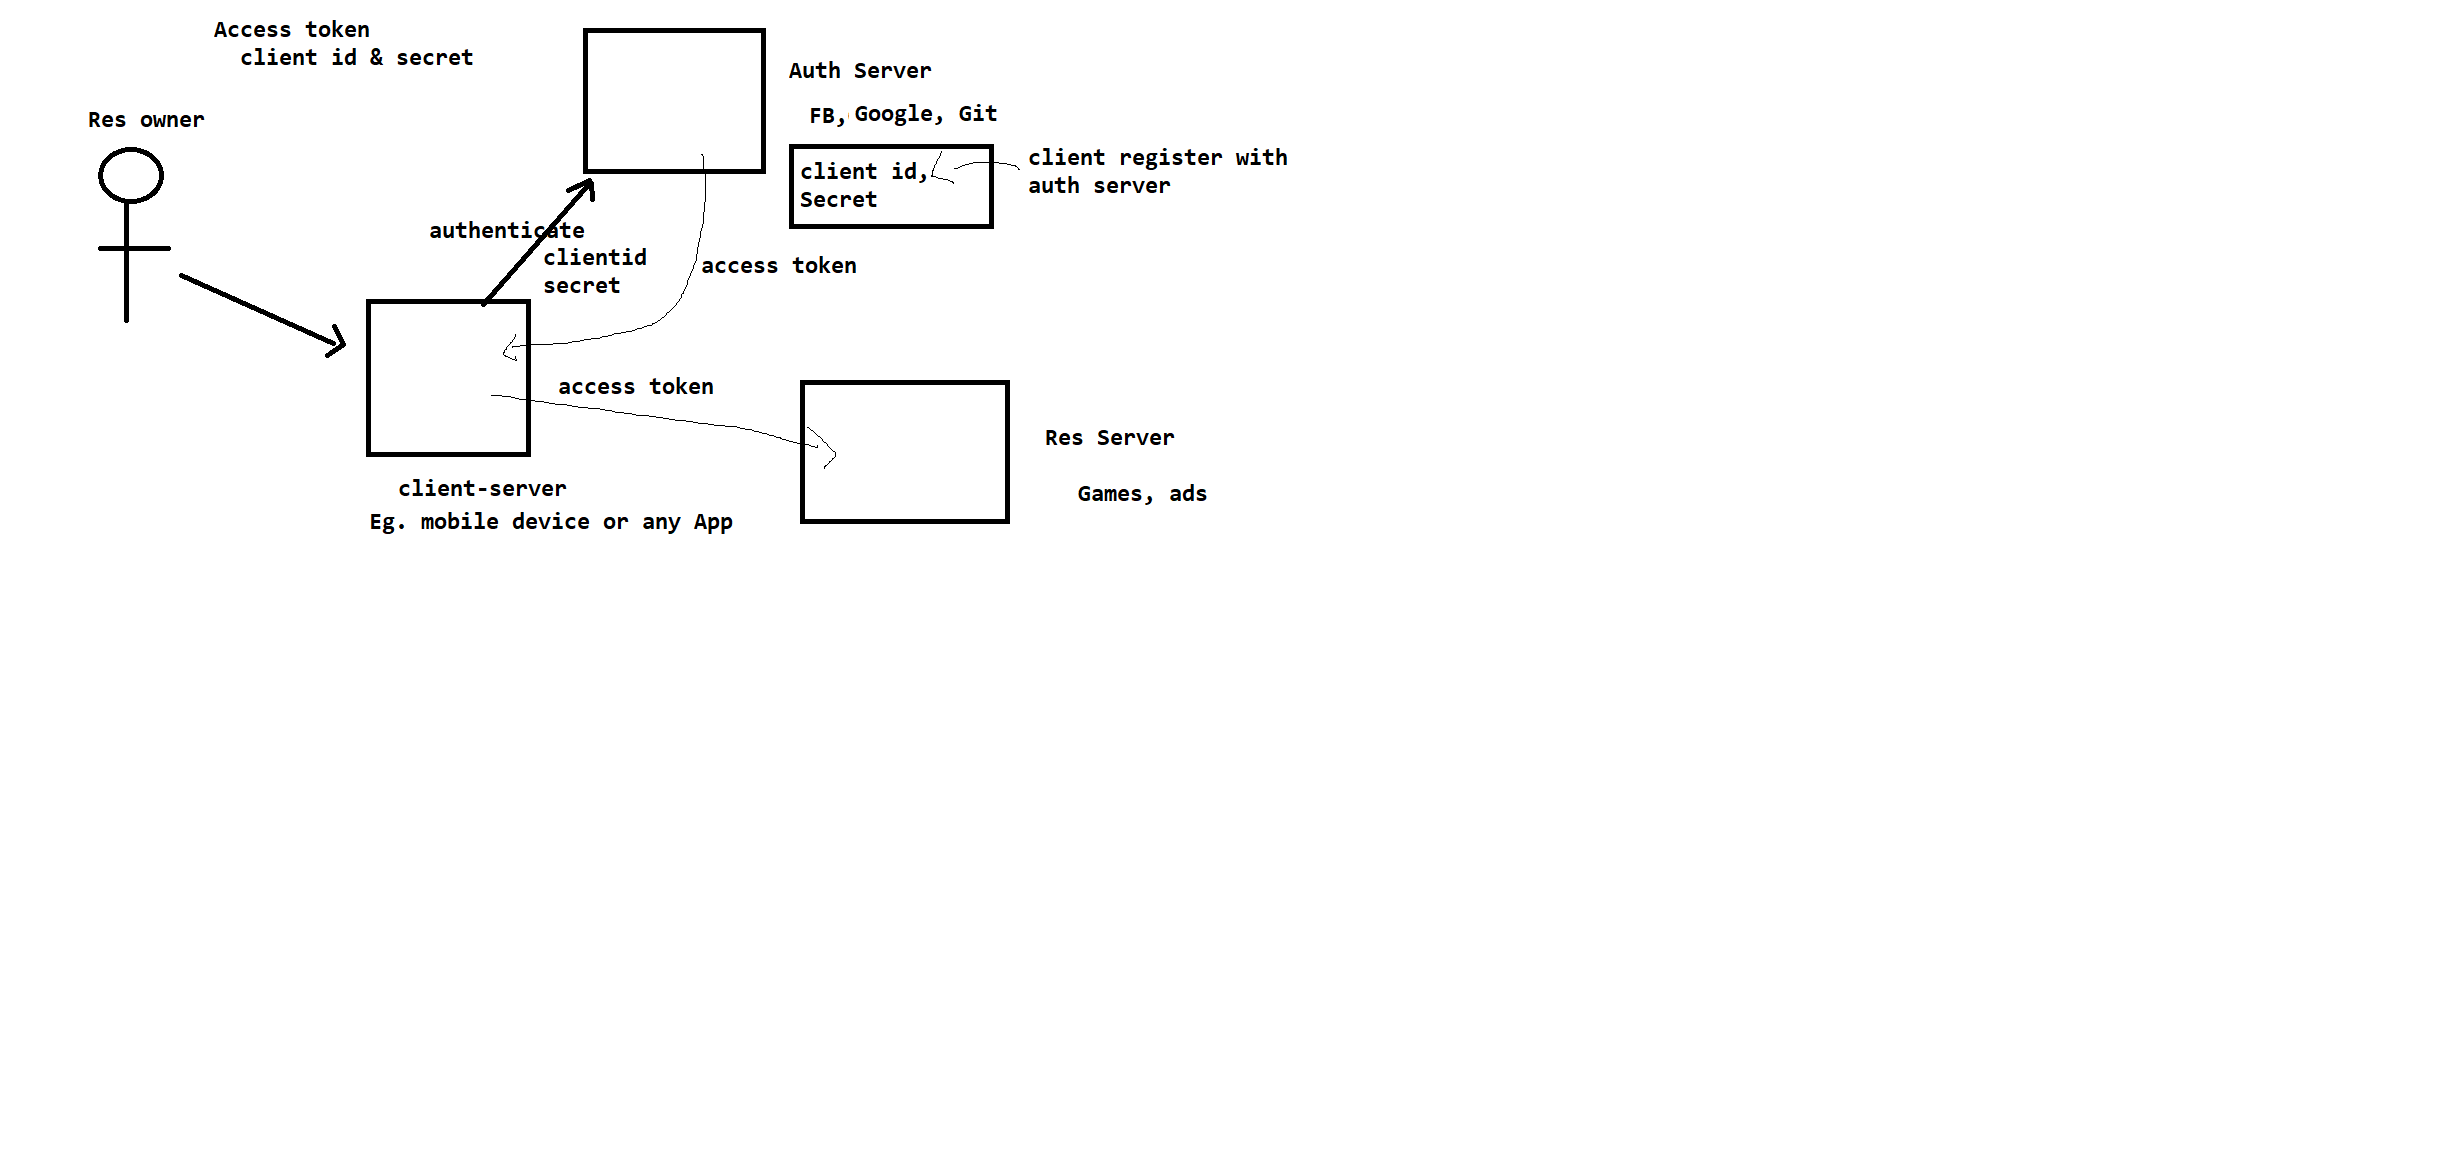 Access token
client id & secret
Res owner
Auth Server
FB, Google, Git
client id,
Secret
client register with
auth server
authenticate
clientid
secret
access token
access token
client-server
Eg. mobile device or any App
Res Server
Games, ads